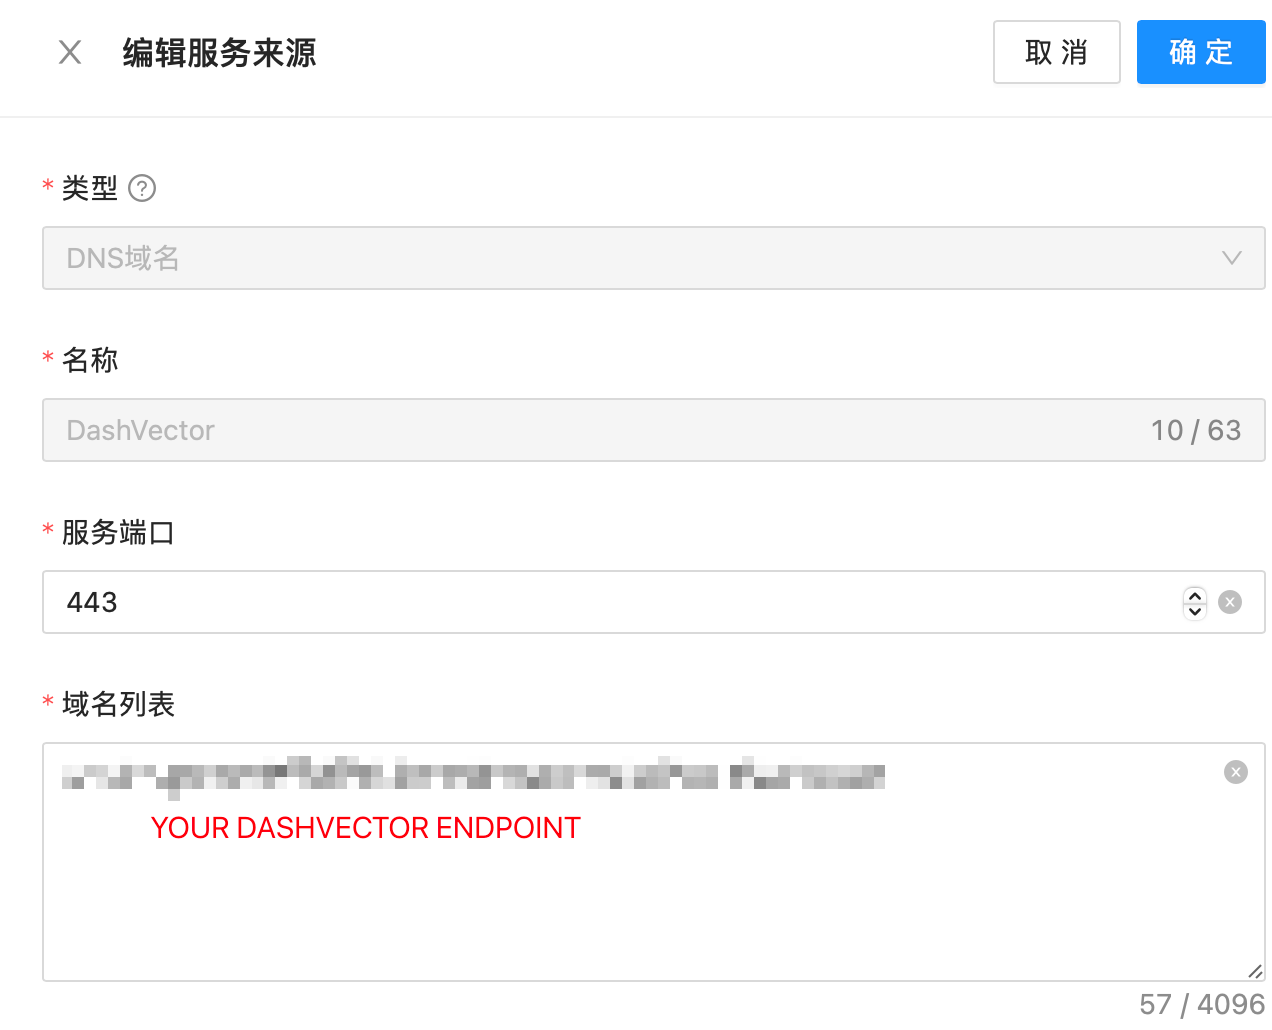 编辑服务来源
取 消
确 定
* 类型 ?
DNS域名
* 名称
DashVector
10 / 63
* 服务端口
443
* 域名列表
YOUR DASHVECTOR ENDPOINT
57 / 4096